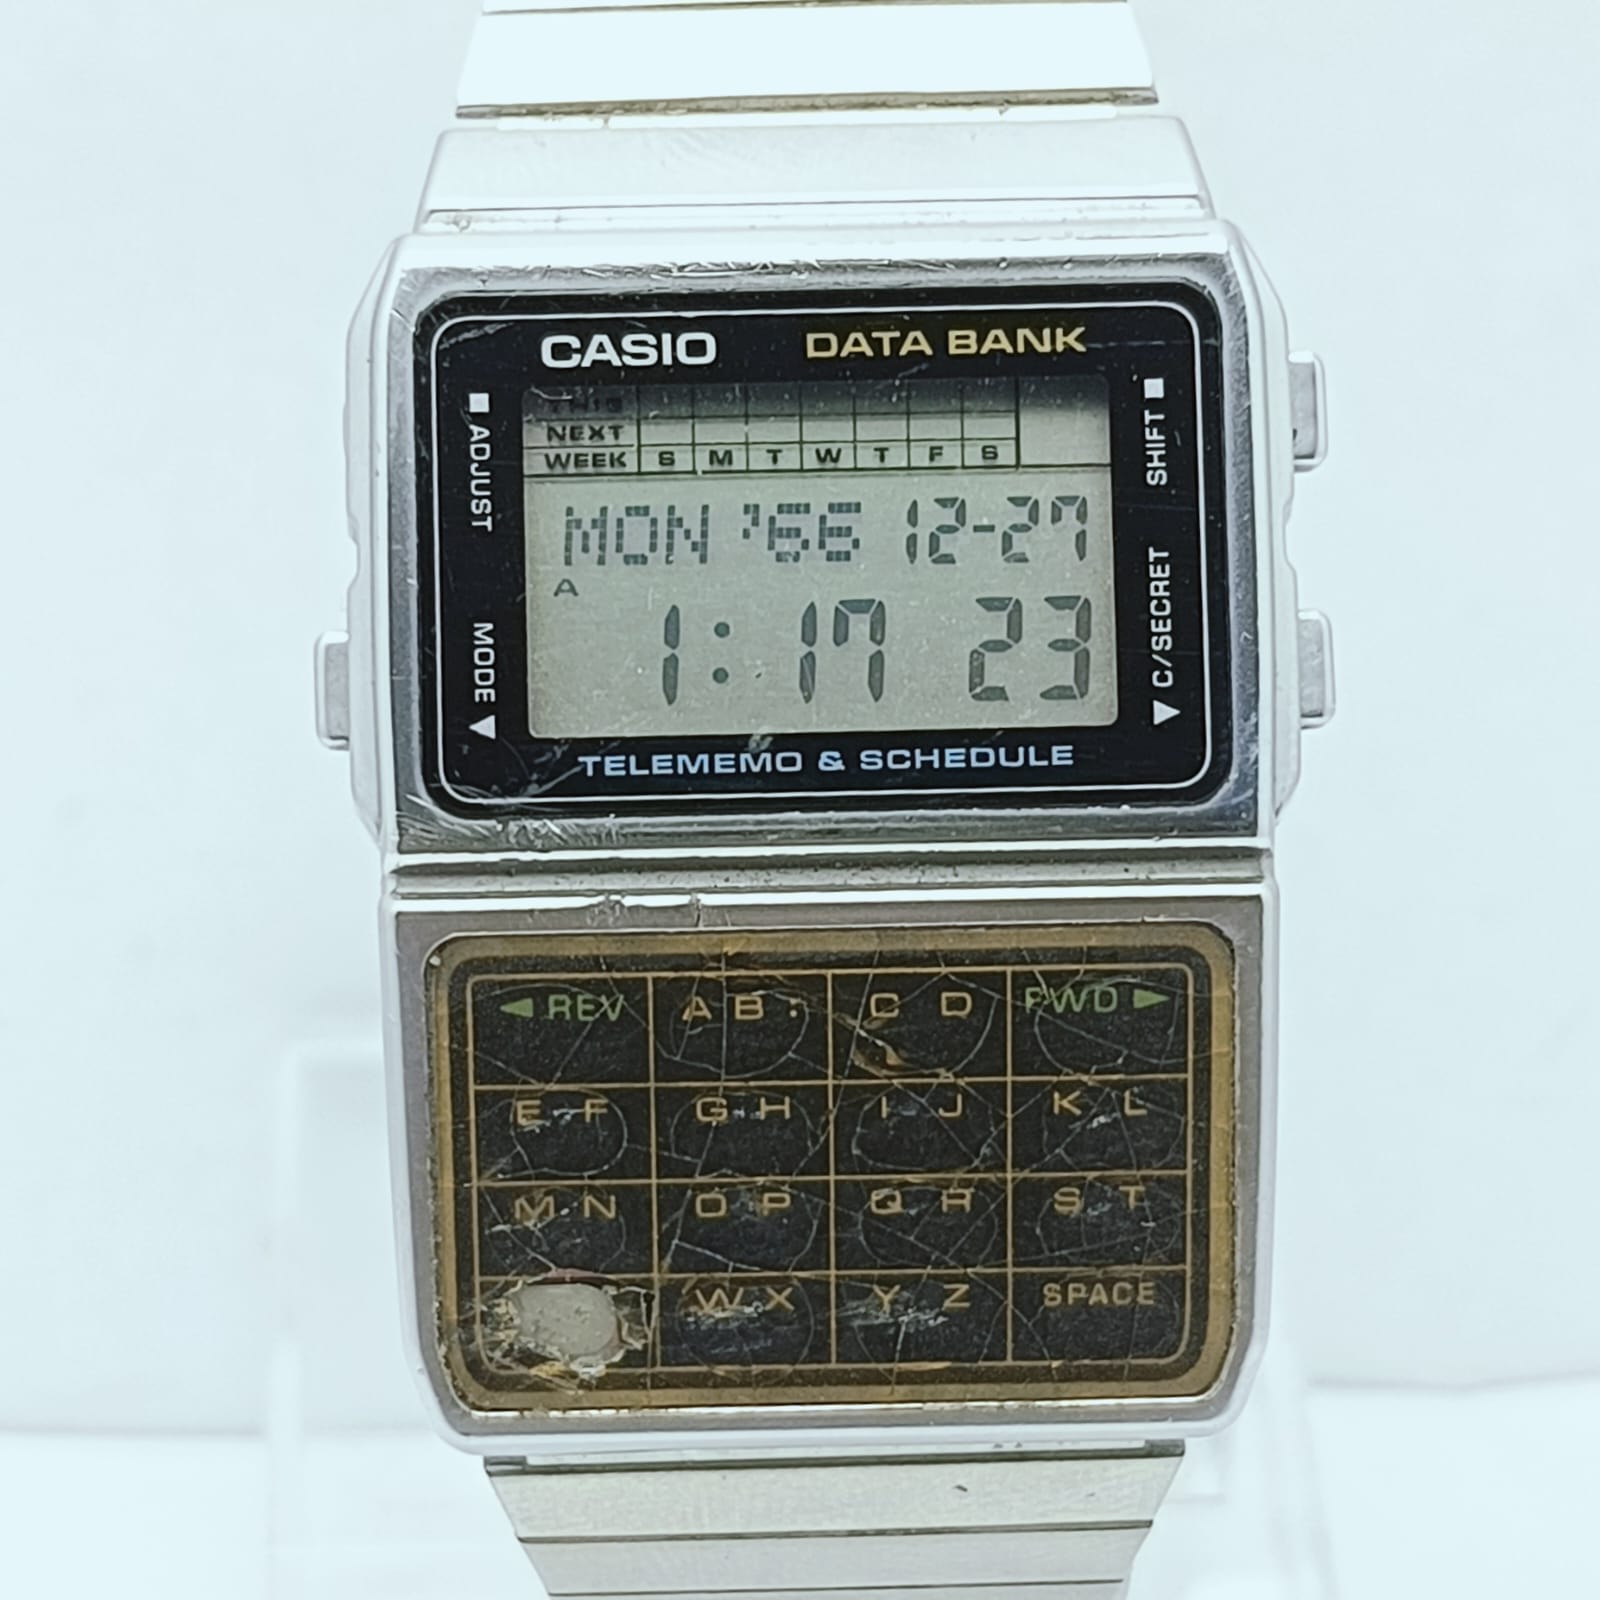 CASIO DATA BANK
■ ADJUST
MODE ▼
SHIFT ■
▼ C/SECRET
THIS
NEXT
WEEK S M T W T F S
MON '66 12-27
A
1:17 23
TELEMEMO & SCHEDULE
◄ REV A B : C D FWD ►
E F G H I J K L
M N O P Q R S T
W X Y Z SPACE